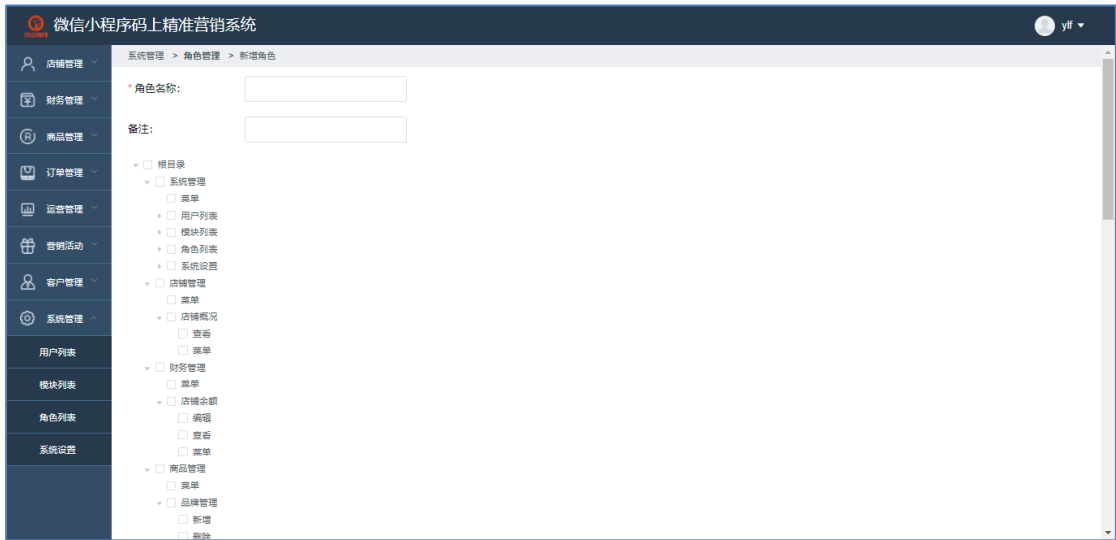 微信小程序码上精准营销系统
ylf
店铺管理
财务管理
商品管理
订单管理
运营管理
营销活动
客户管理
系统管理
用户列表
模块列表
角色列表
系统设置
系统管理 > 角色管理 > 新增角色
*角色名称：
备注：
根目录
系统管理
菜单
用户列表
模块列表
角色列表
系统设置
店铺管理
菜单
店铺概况
查看
菜单
财务管理
菜单
店铺余额
编辑
查看
菜单
商品管理
菜单
品牌管理
新增
删除